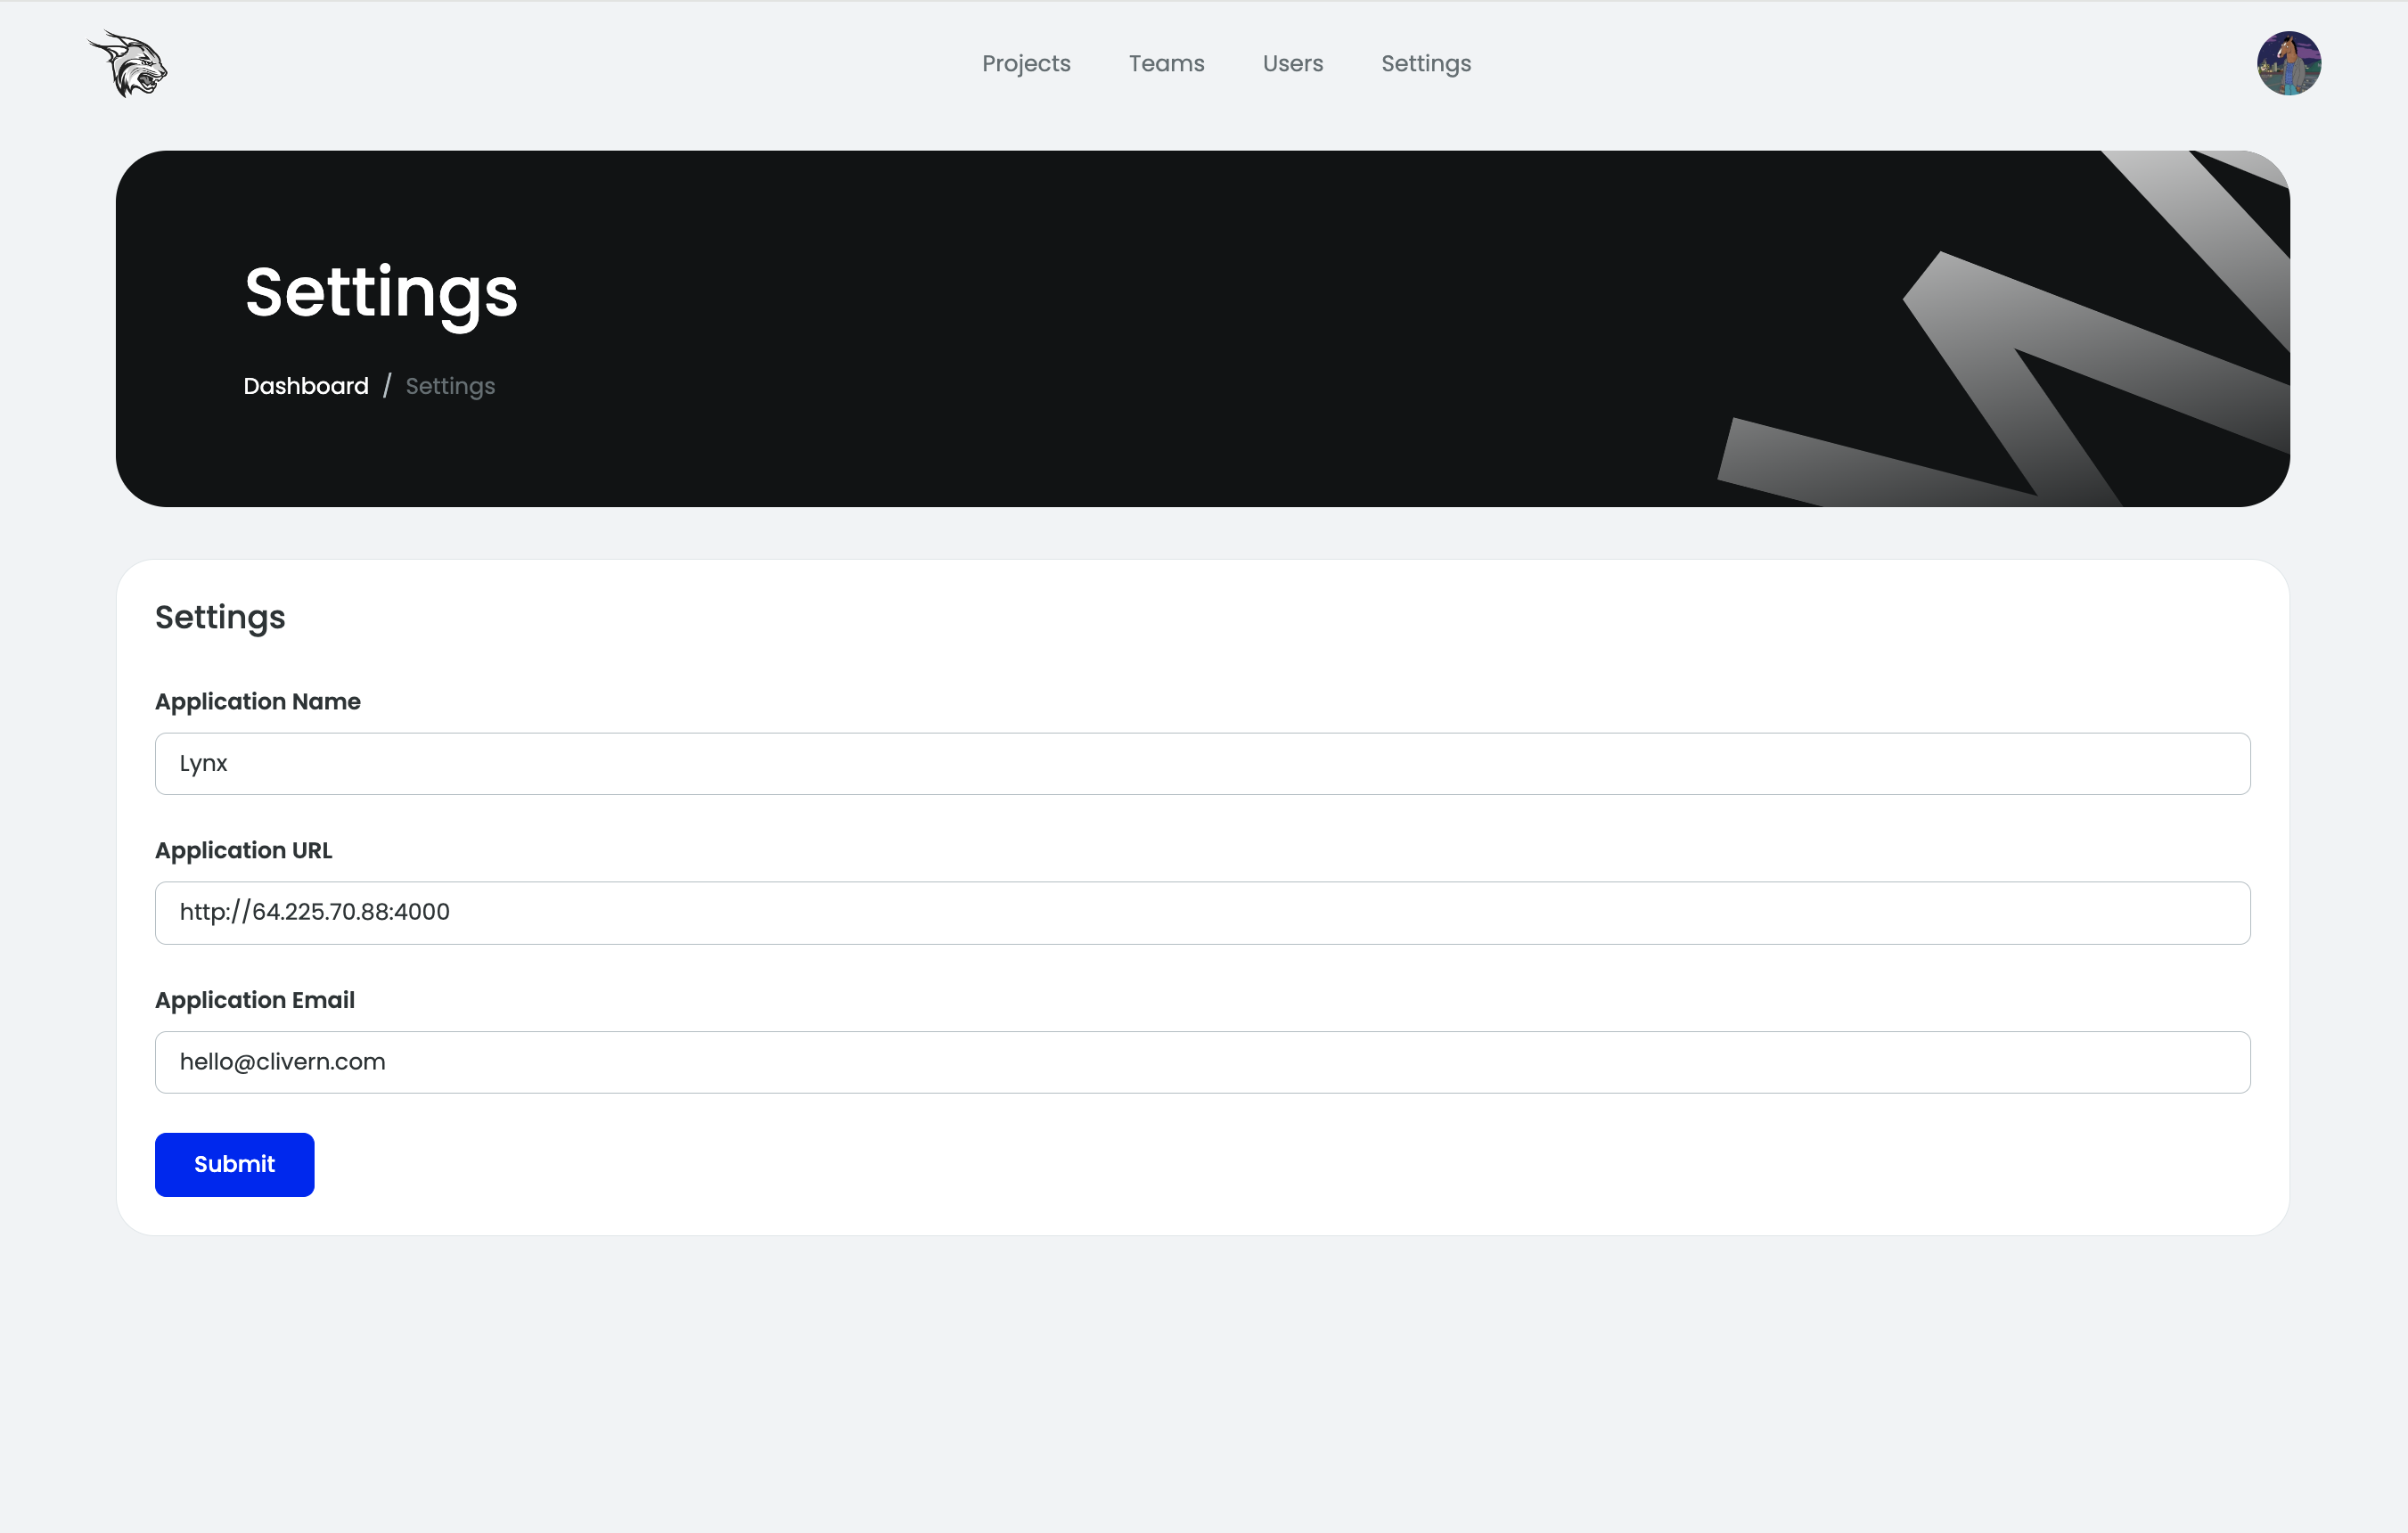 Projects Teams Users Settings
Settings
Dashboard / Settings
Settings
Application Name
Lynx
Application URL
http://64.225.70.88:4000
Application Email
hello@clivern.com
Submit